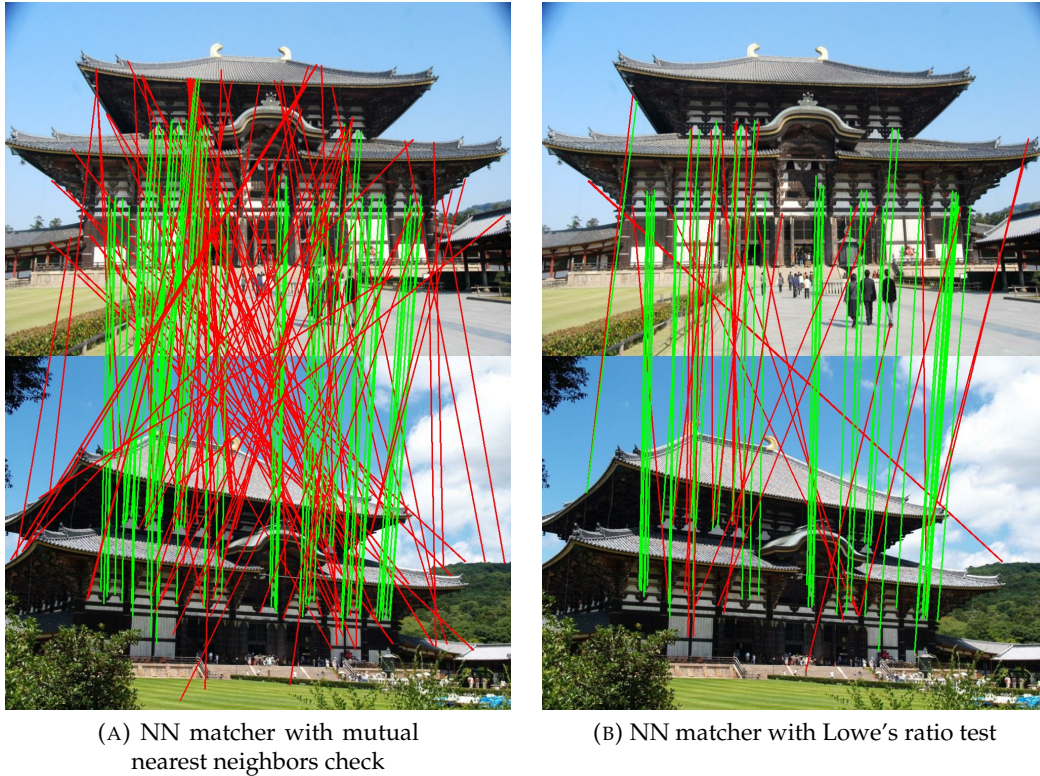 (A) NN matcher with mutual
nearest neighbors check
(B) NN matcher with Lowe's ratio test